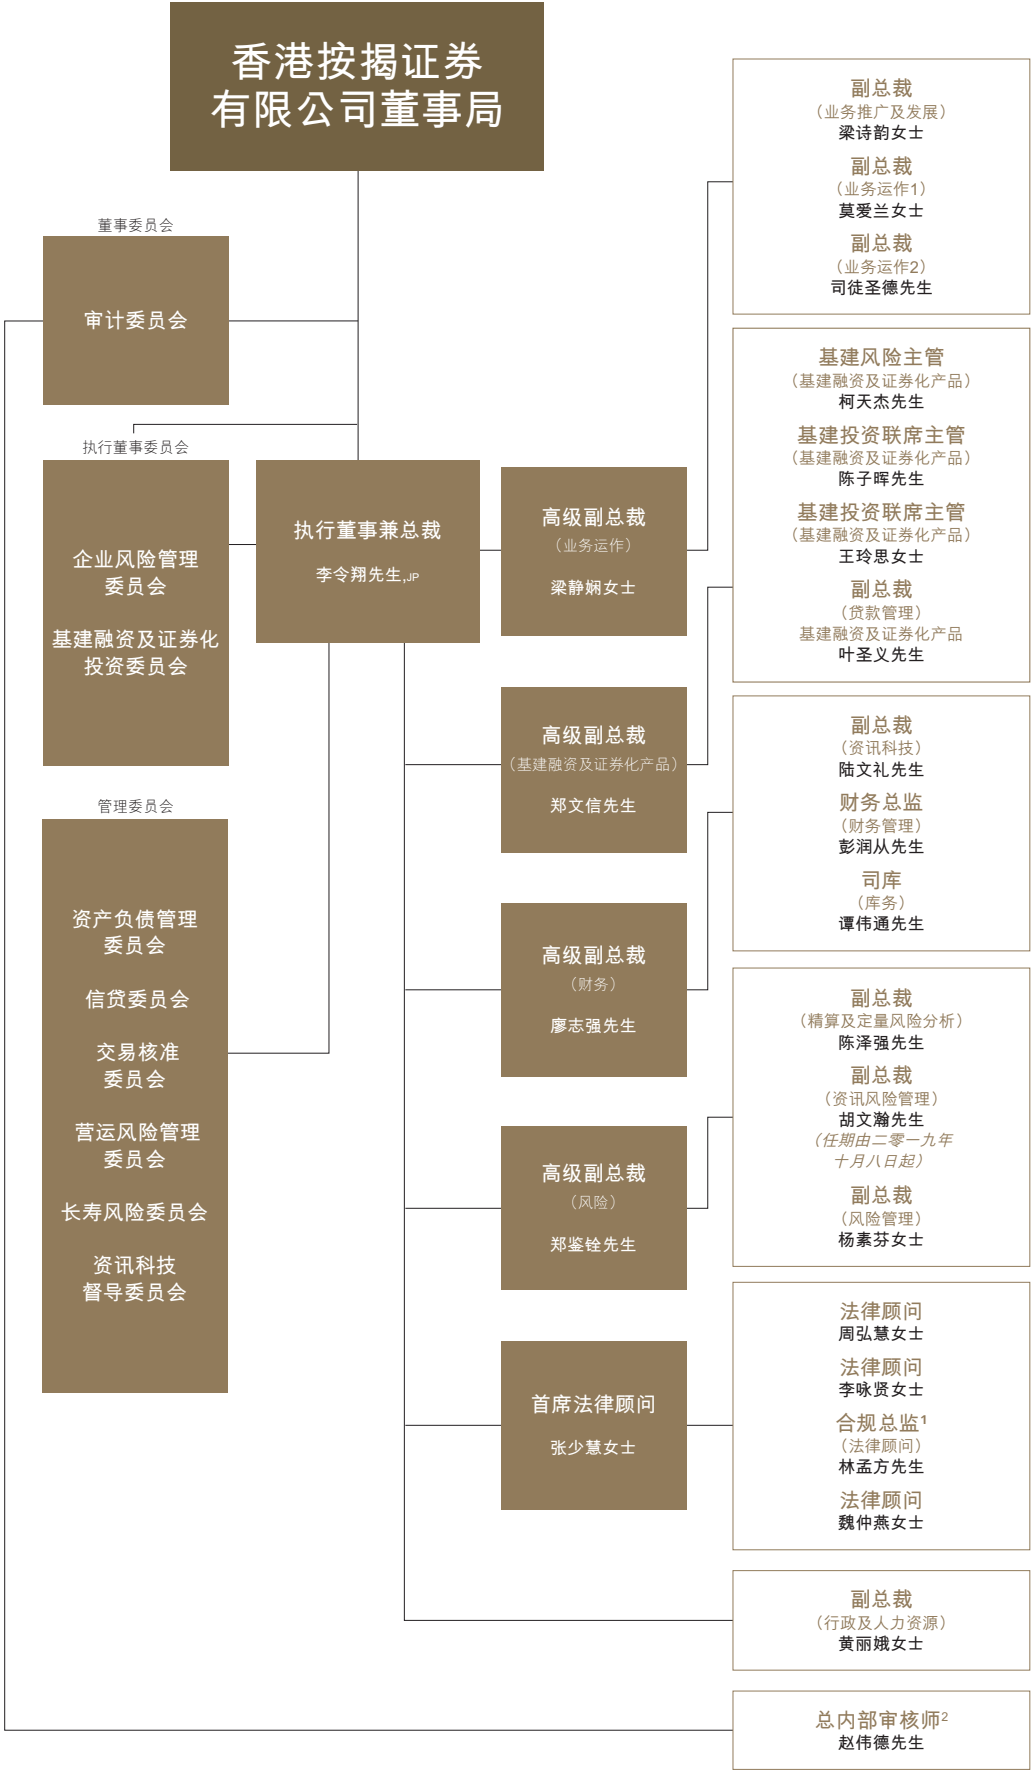 香港按揭证券
有限公司董事局
董事委员会
审计委员会
执行董事委员会
企业风险管理
委员会
基建融资及证券化
投资委员会
管理委员会
资产负债管理
委员会
信贷委员会
交易核准
委员会
营运风险管理
委员会
长寿风险委员会
资讯科技
督导委员会
执行董事兼总裁
李令翔先生,JP
高级副总裁
（业务运作）
梁静娴女士
高级副总裁
（基建融资及证券化产品）
郑文信先生
高级副总裁
（财务）
廖志强先生
高级副总裁
（风险）
郑鉴铨先生
首席法律顾问
张少慧女士
副总裁
（业务推广及发展）
梁诗韵女士
副总裁
（业务运作1）
莫爱兰女士
副总裁
（业务运作2）
司徒圣德先生
基建风险主管
（基建融资及证券化产品）
柯天杰先生
基建投资联席主管
（基建融资及证券化产品）
陈子晖先生
基建投资联席主管
（基建融资及证券化产品）
王玲思女士
副总裁
（贷款管理）
基建融资及证券化产品
叶圣义先生
副总裁
（资讯科技）
陆文礼先生
财务总监
（财务管理）
彭润从先生
司库
（库务）
谭伟通先生
副总裁
（精算及定量风险分析）
陈泽强先生
副总裁
（资讯风险管理）
胡文瀚先生
（任期由二零一九年
十月八日起）
副总裁
（风险管理）
杨素芬女士
法律顾问
周弘慧女士
法律顾问
李咏贤女士
合规总监¹
（法律顾问）
林孟方先生
法律顾问
魏仲燕女士
副总裁
（行政及人力资源）
黄丽娥女士
总内部审核师²
赵伟德先生